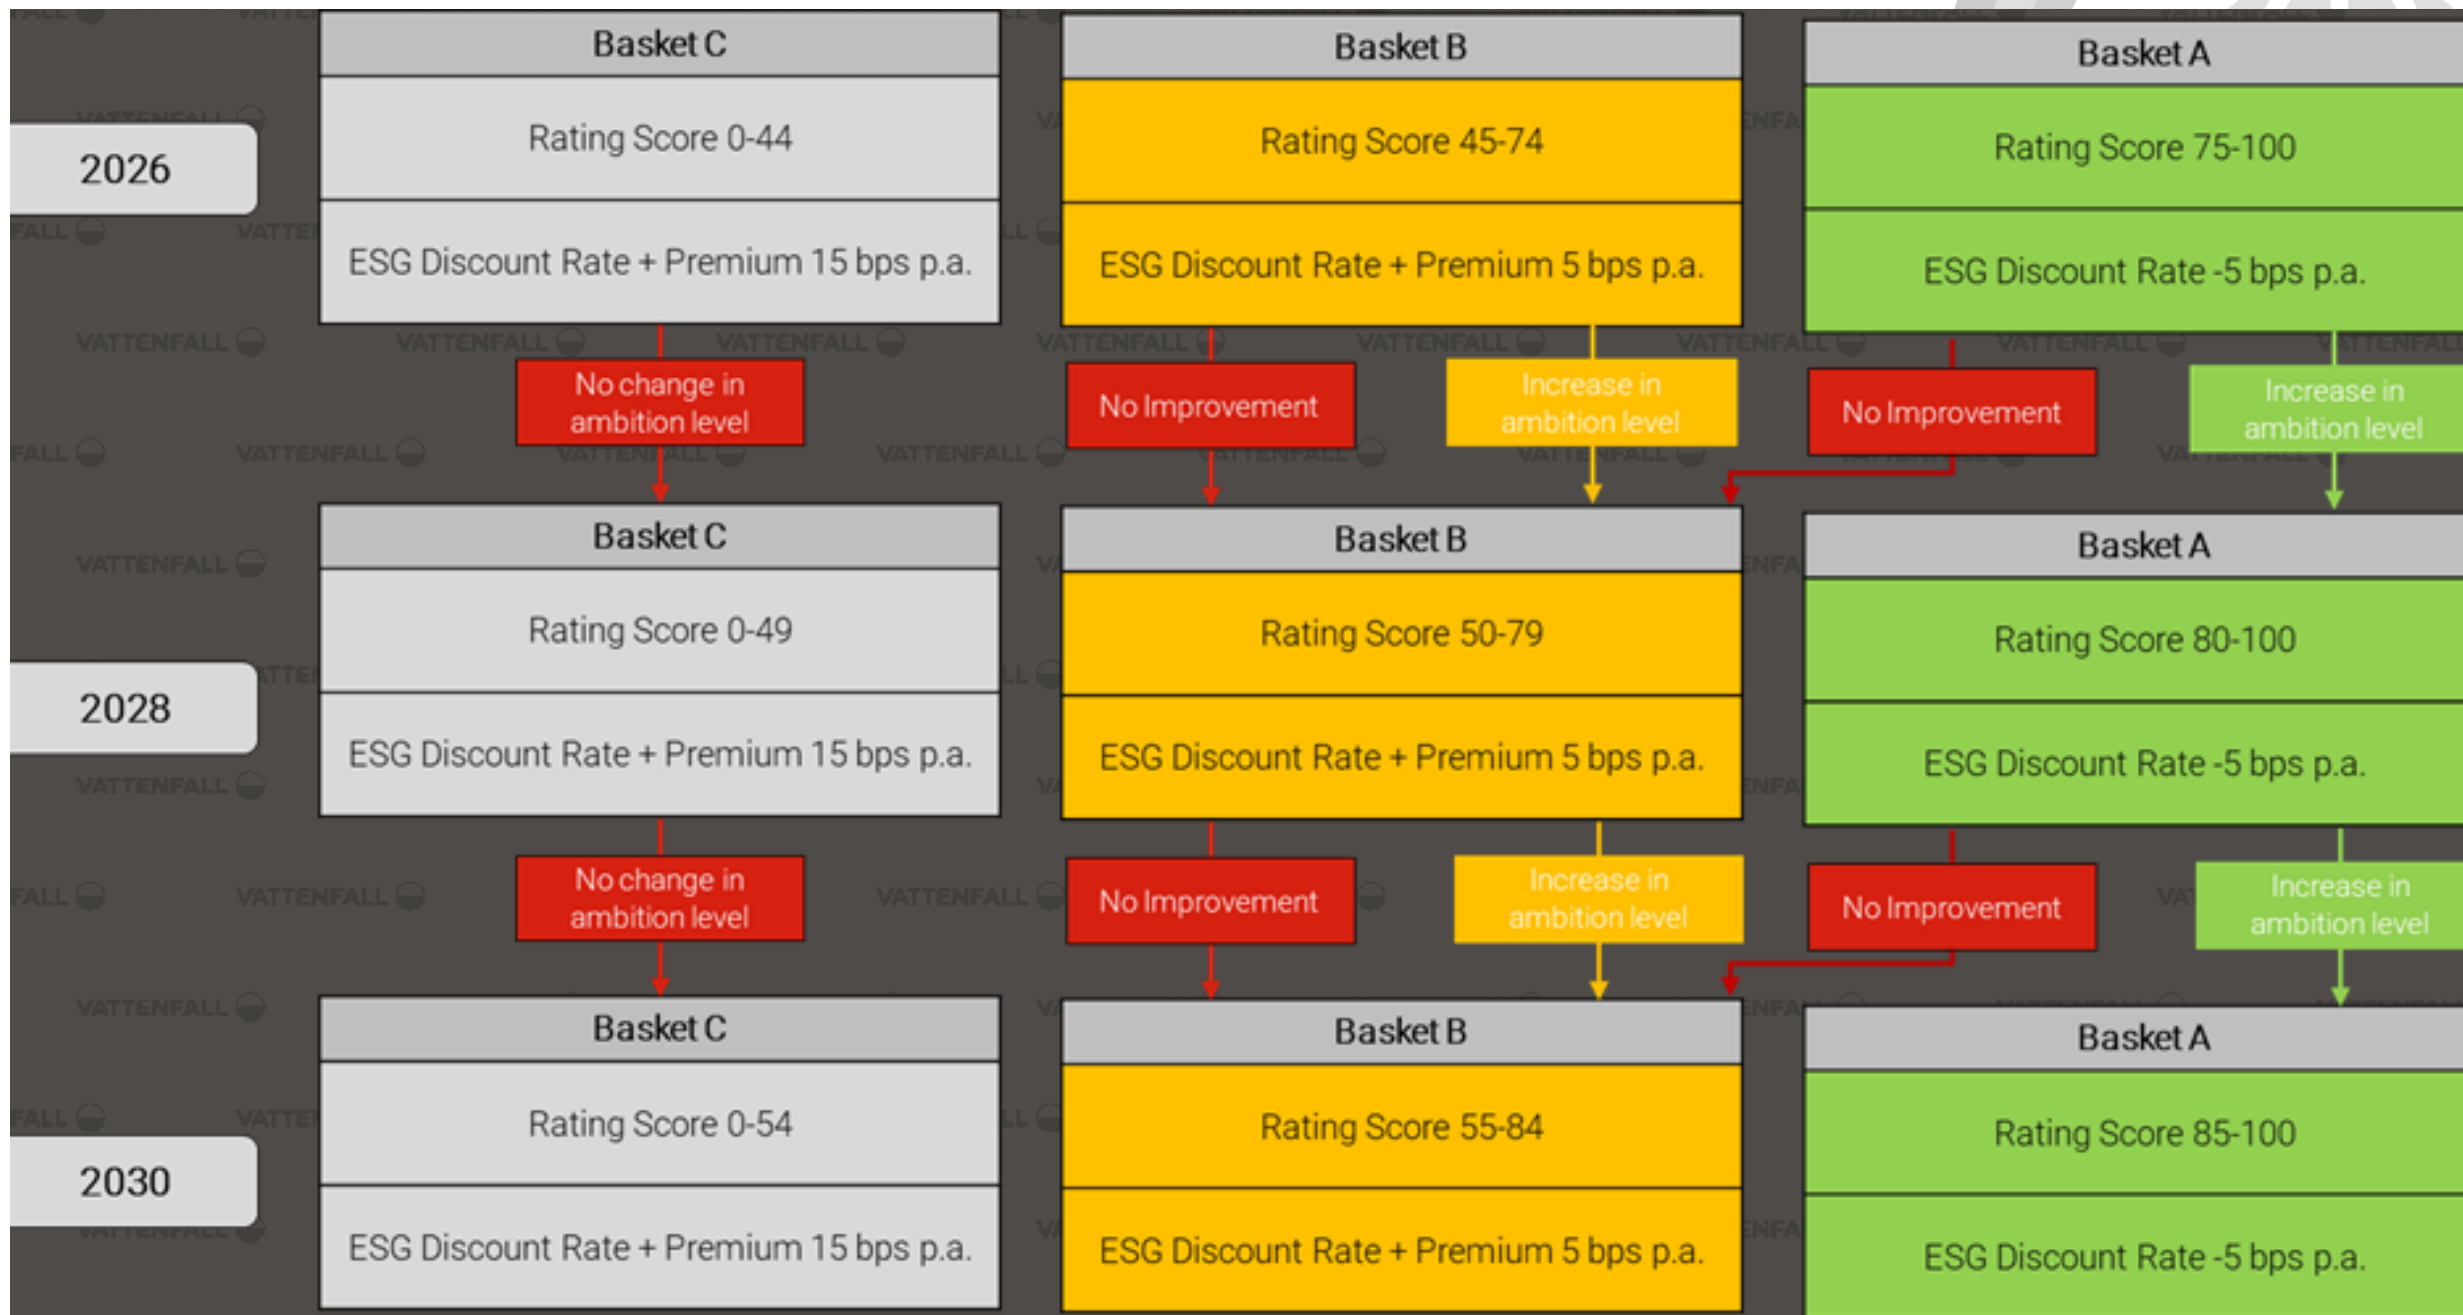 Basket C
Basket B
Basket A
2026
Rating Score 0-44
Rating Score 45-74
Rating Score 75-100
ESG Discount Rate + Premium 15 bps p.a.
ESG Discount Rate + Premium 5 bps p.a.
ESG Discount Rate -5 bps p.a.
No change in
ambition level
No Improvement
Increase in
ambition level
No Improvement
Increase in
ambition level
Basket C
Basket B
Basket A
2028
Rating Score 0-49
Rating Score 50-79
Rating Score 80-100
ESG Discount Rate + Premium 15 bps p.a.
ESG Discount Rate + Premium 5 bps p.a.
ESG Discount Rate -5 bps p.a.
No change in
ambition level
No Improvement
Increase in
ambition level
No Improvement
Increase in
ambition level
Basket C
Basket B
Basket A
2030
Rating Score 0-54
Rating Score 55-84
Rating Score 85-100
ESG Discount Rate + Premium 15 bps p.a.
ESG Discount Rate + Premium 5 bps p.a.
ESG Discount Rate -5 bps p.a.
VATTENFALL